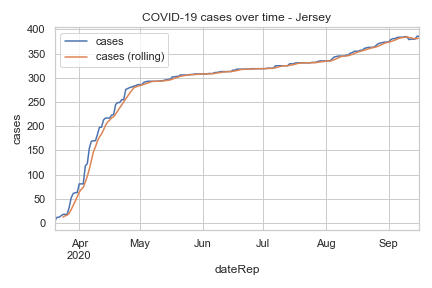 COVID-19 cases over time - Jersey
400
350
300
250
200
150
100
50
0
cases
cases
cases (rolling)
Apr
2020
May
Jun
Jul
Aug
Sep
dateRep